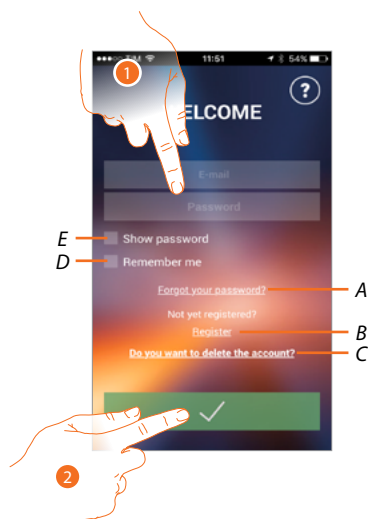 1
11:51
54%
?
ELCOME
E-mail
Password
E
Show password
D
Remember me
Forgot your password?
A
Not yet registered?
Register
B
Do you want to delete the account?
C
2